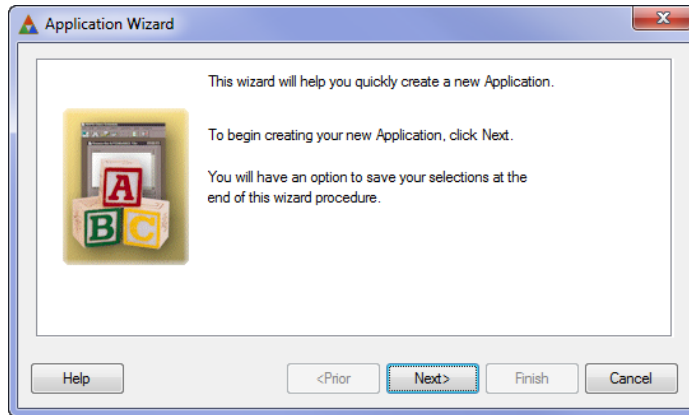 Application Wizard
This wizard will help you quickly create a new Application.
To begin creating your new Application, click Next.
You will have an option to save your selections at the
end of this wizard procedure.
A
B C
Help <Prior Next> Finish Cancel